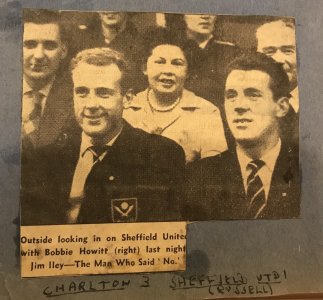 Outside looking in on Sheffield United
with Bobbie Howitt (right) last night
Jim Iley—The Man Who Said 'No.'
CHARLTON 3 SHEFFIELD UTD 1
(RUSSELL)